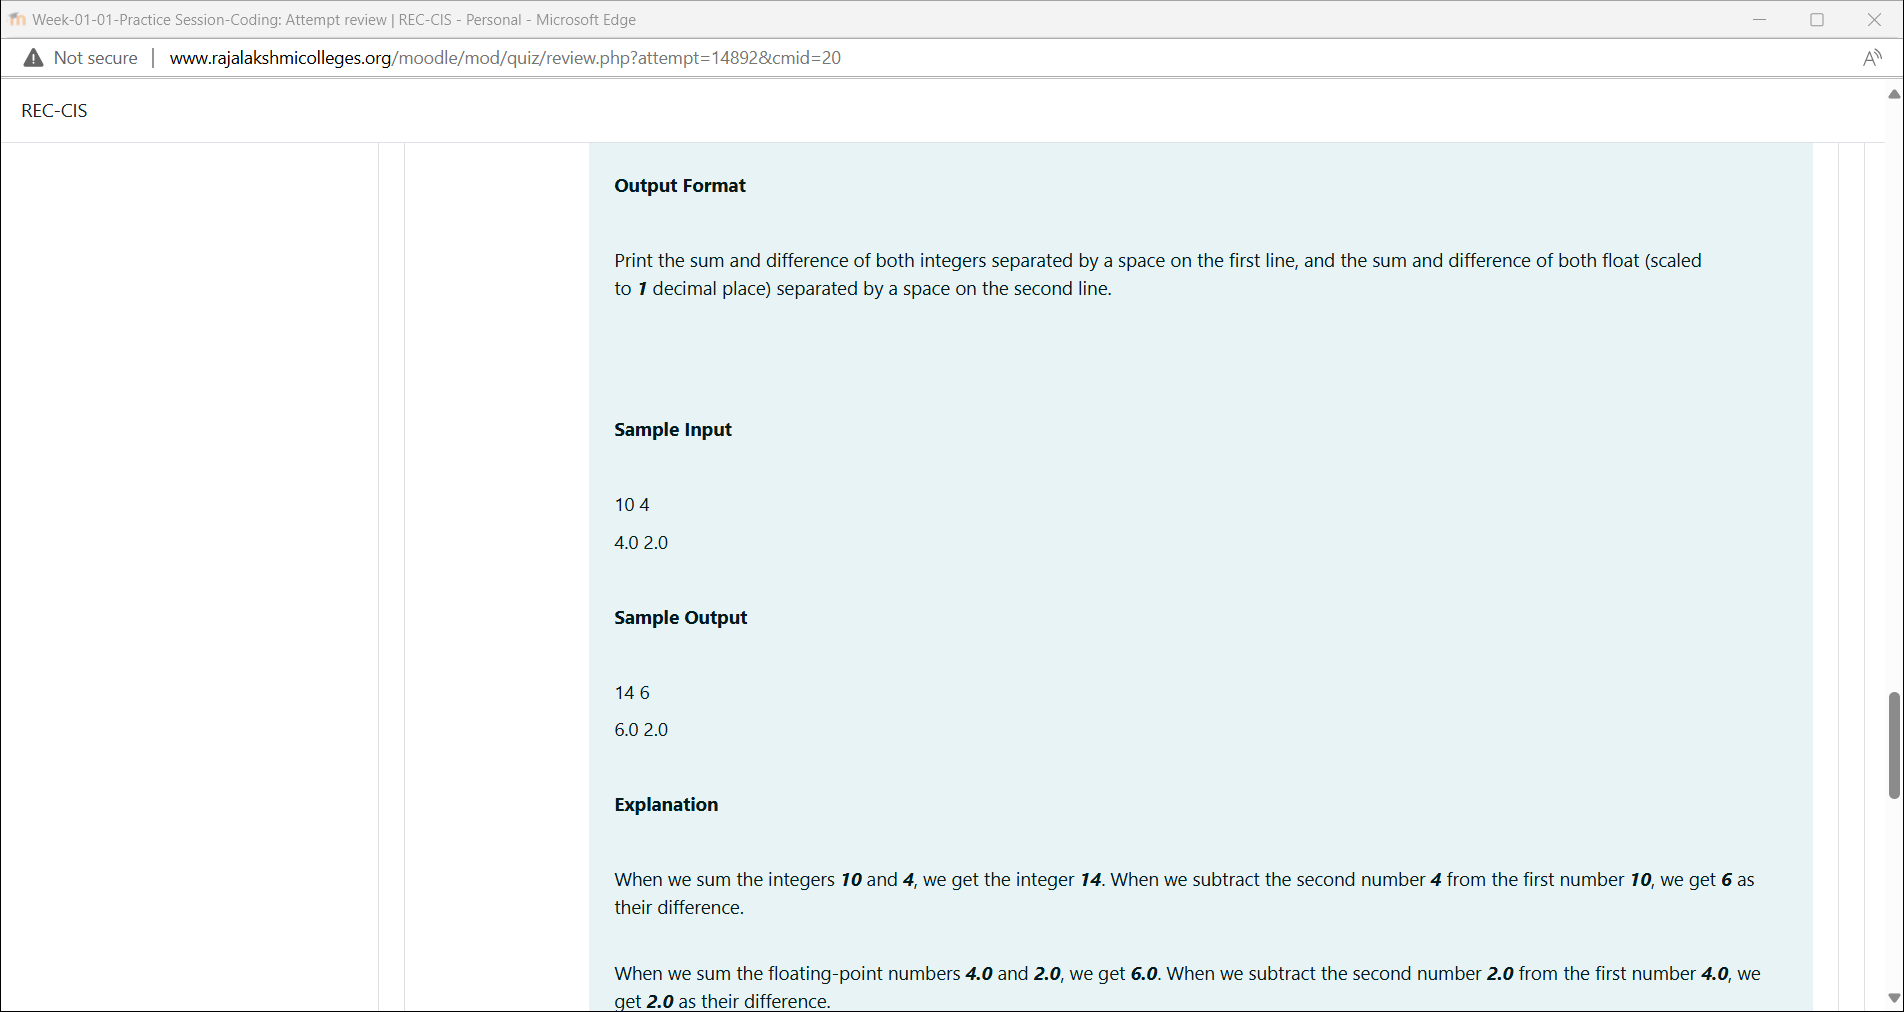 Week-01-01-Practice Session-Coding: Attempt review | REC-CIS - Personal - Microsoft Edge
Not secure | www.rajalakshmicolleges.org/moodle/mod/quiz/review.php?attempt=14892&cmid=20
REC-CIS
Output Format
Print the sum and difference of both integers separated by a space on the first line, and the sum and difference of both float (scaled
to 1 decimal place) separated by a space on the second line.
Sample Input
10 4
4.0 2.0
Sample Output
14 6
6.0 2.0
Explanation
When we sum the integers 10 and 4, we get the integer 14. When we subtract the second number 4 from the first number 10, we get 6 as
their difference.
When we sum the floating-point numbers 4.0 and 2.0, we get 6.0. When we subtract the second number 2.0 from the first number 4.0, we
get 2.0 as their difference.